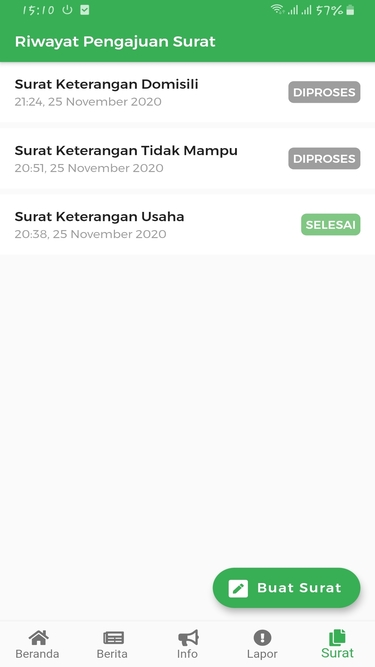 15:10 57%
Riwayat Pengajuan Surat
Surat Keterangan Domisili
DIPROSES
21:24, 25 November 2020
Surat Keterangan Tidak Mampu
DIPROSES
20:51, 25 November 2020
Surat Keterangan Usaha
SELESAI
20:38, 25 November 2020
Buat Surat
Beranda Berita Info Lapor Surat